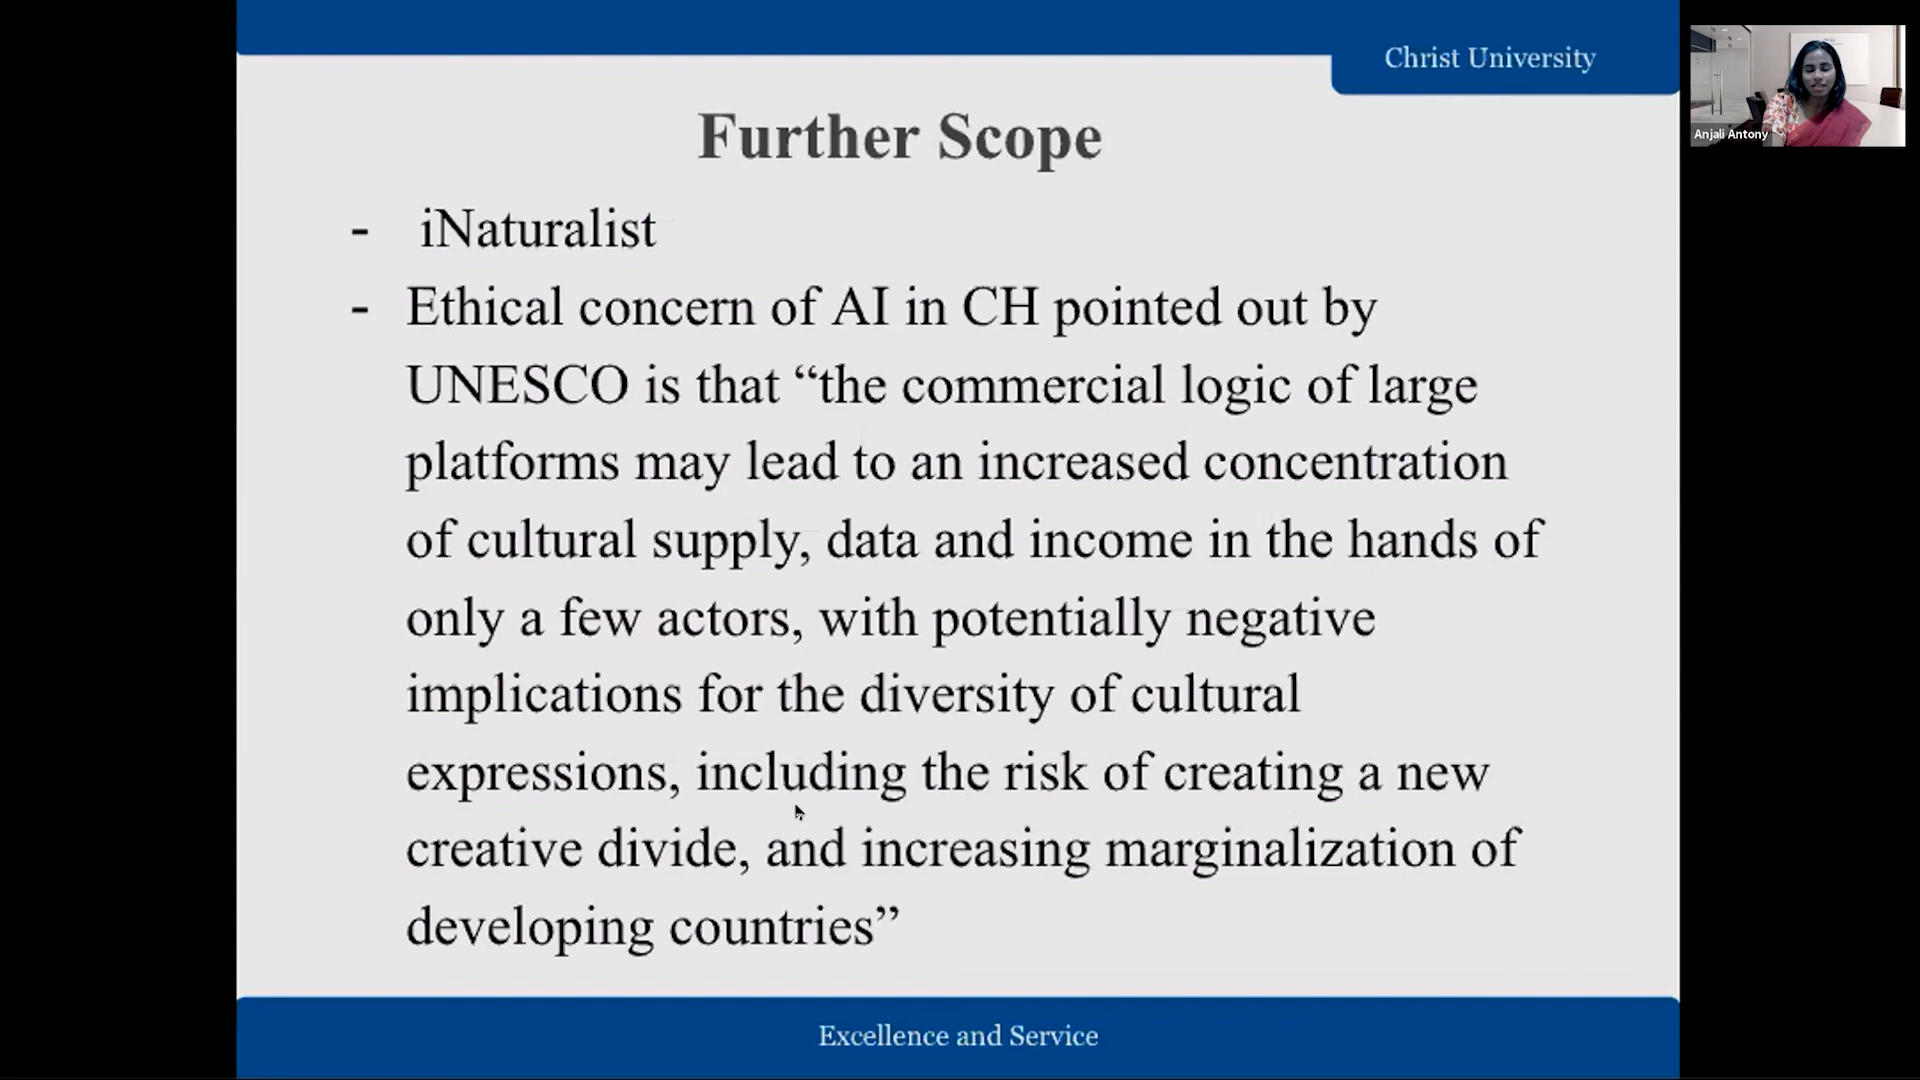 Christ University
Anjali Antony
Further Scope
- iNaturalist
- Ethical concern of AI in CH pointed out by
UNESCO is that “the commercial logic of large
platforms may lead to an increased concentration
of cultural supply, data and income in the hands of
only a few actors, with potentially negative
implications for the diversity of cultural
expressions, including the risk of creating a new
creative divide, and increasing marginalization of
developing countries”
Excellence and Service